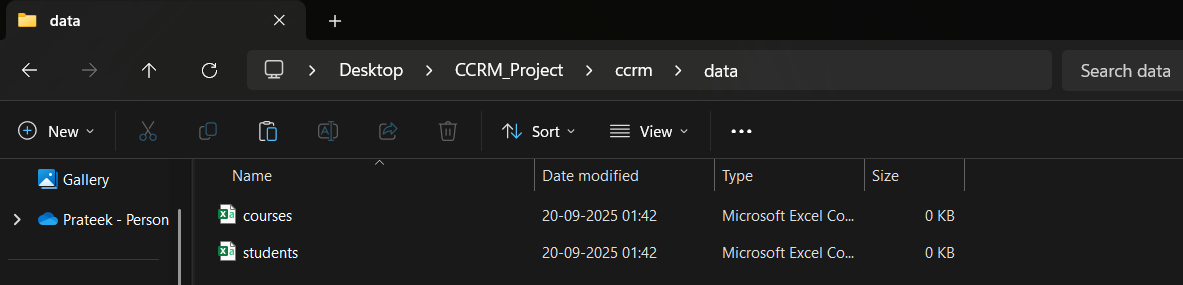 data
Desktop > CCRM_Project > ccrm > data Search data
New Sort View
Name Date modified Type Size
Gallery
Prateek - Person
courses 20-09-2025 01:42 Microsoft Excel Co... 0 KB
students 20-09-2025 01:42 Microsoft Excel Co... 0 KB